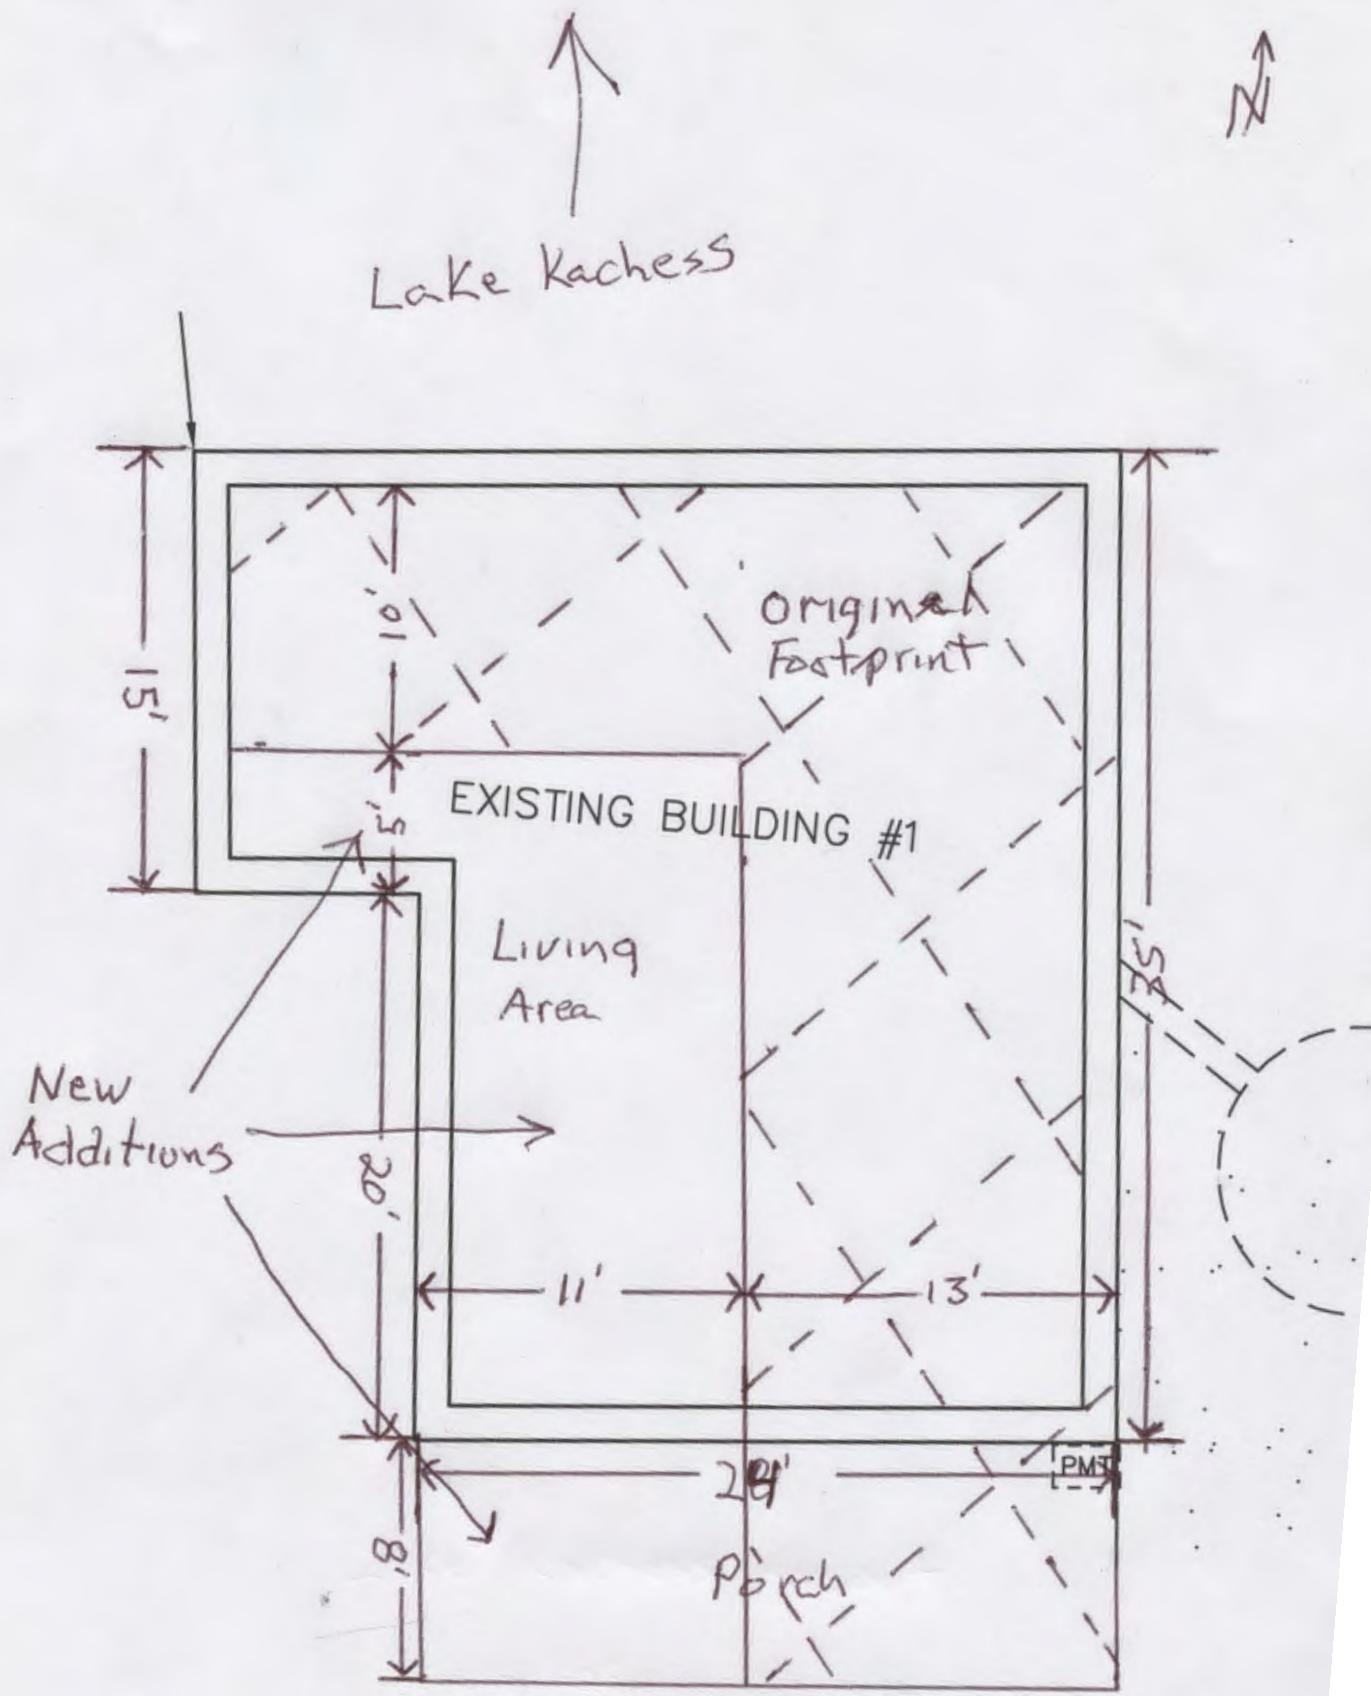 N
Lake Kachess
Original
Footprint
10'
15'
5'
EXISTING BUILDING #1
Living
Area
35'
New
Additions
20'
11'
13'
24'
PMT
8'
Porch